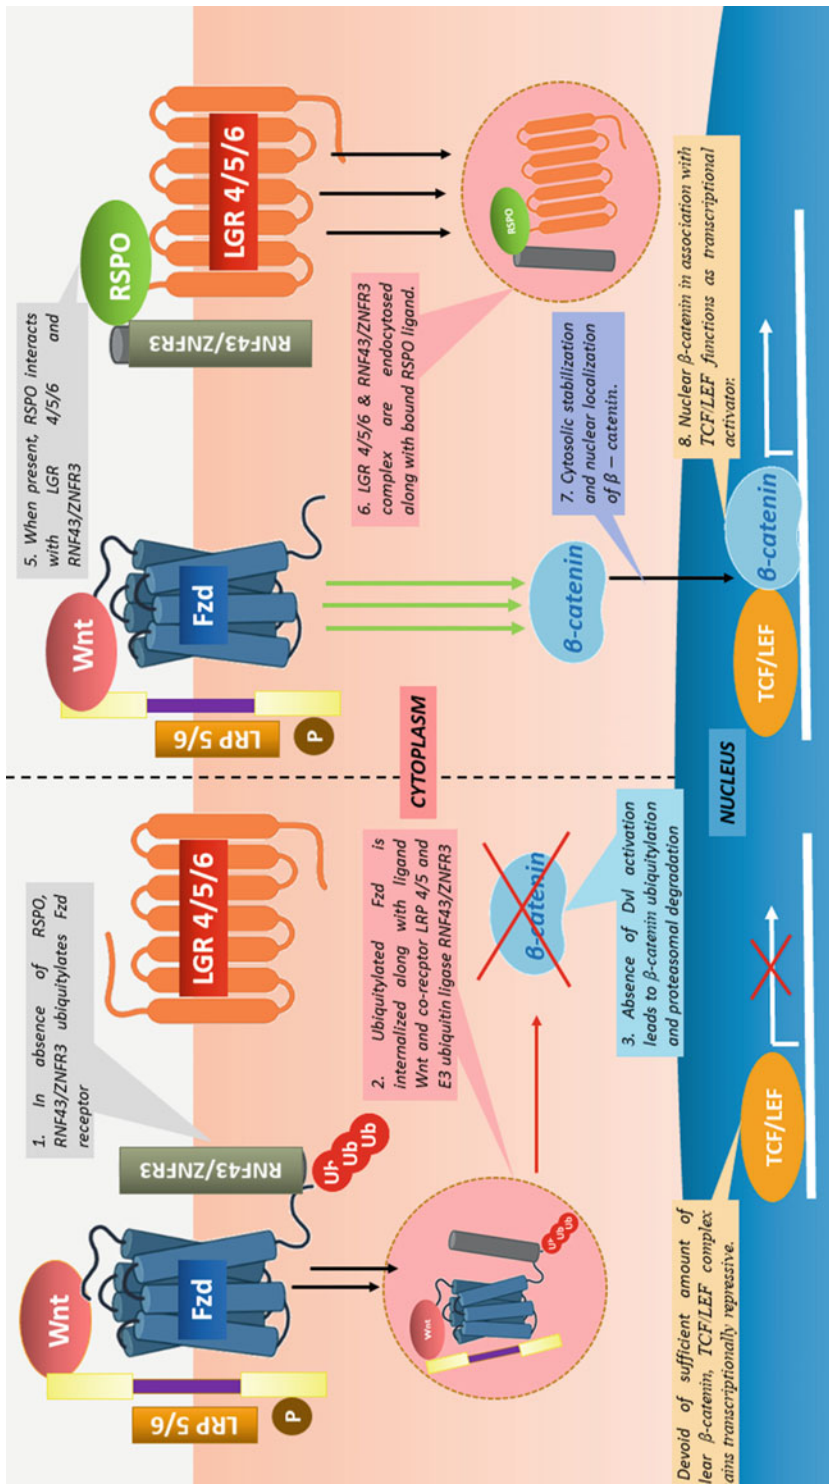 1. In absence of RSPO,
RNF43/ZNFR3 ubiquitylates Fzd
receptor
Wnt
Fzd
LRP 5/6
P
RNF43/ZNFR3
Ub
Ub
Ub
LGR 4/5/6
2. Ubiquitylated Fzd is
internalized along with ligand
Wnt and co-recptor LRP 4/5 and
E3 ubiquitin ligase RNF43/ZNFR3
Wnt
Ub
Ub
Ub
β-catenin
3. Absence of Dvl activation
leads to β-catenin ubiquitylation
and proteasomal degradation
Devoid of sufficient amount of
lear β-catenin, TCF/LEF complex
ains transcriptionally repressive.
TCF/LEF
CYTOPLASM
NUCLEUS
5. When present, RSPO interacts
with LGR 4/5/6 and
RNF43/ZNFR3
Wnt
Fzd
LRP 5/6
P
RSPO
RNF43/ZNFR3
LGR 4/5/6
6. LGR 4/5/6 & RNF43/ZNFR3
complex are endocytosed
along with bound RSPO ligand.
RSPO
β-catenin
7. Cytosolic stabilization
and nuclear localization
of β – catenin.
8. Nuclear β-catenin in association with
TCF/LEF functions as transcriptional
activator.
TCF/LEF
β-catenin